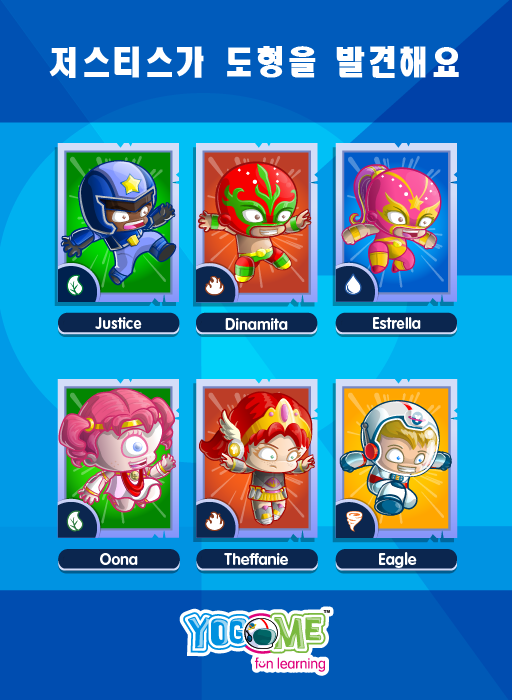 저스티스가 도형을 발견해요
Justice
Dinamita
Estrella
Oona
Theffanie
Eagle
YOGOME™
fun learning